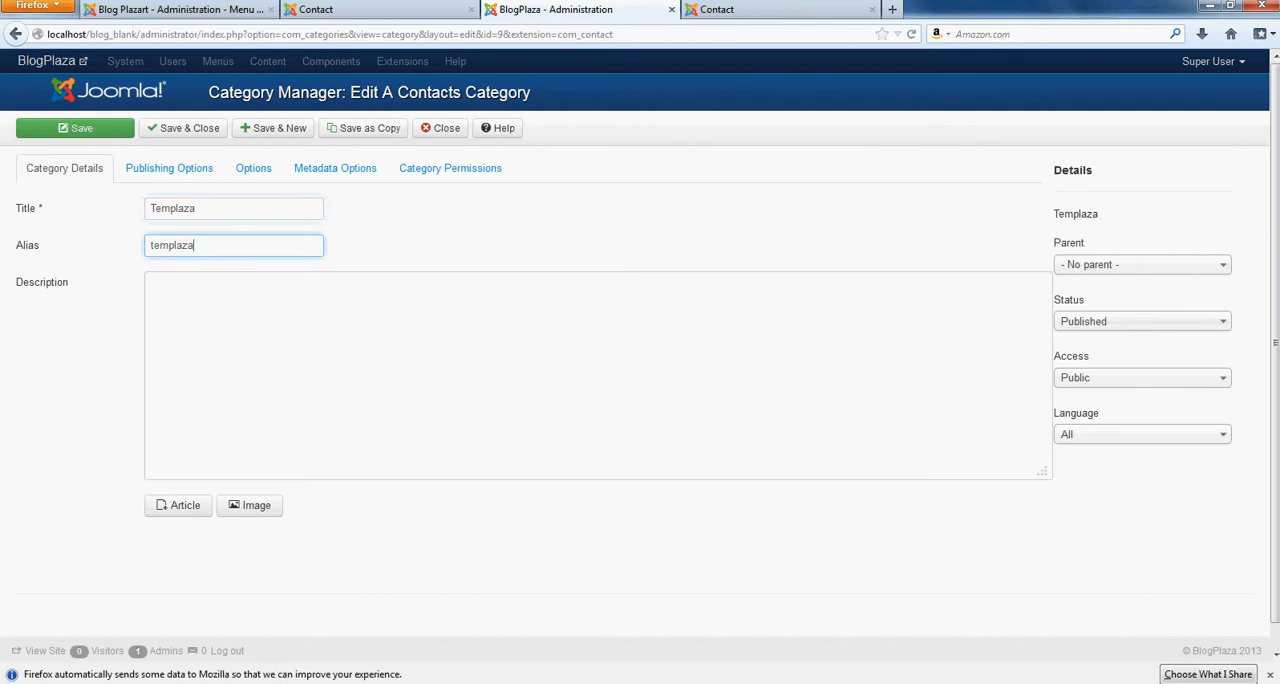 Firefox
Blog Plazart - Administration - Menu ...
Contact
BlogPlaza - Administration
Contact
localhost/blog_blank/administrator/index.php?option=com_categories&view=category&layout=edit&id=9&extension=com_contact
Amazon.com
BlogPlaza System Users Menus Content Components Extensions Help Super User
Joomla! Category Manager: Edit A Contacts Category
Save Save & Close Save & New Save as Copy Close Help
Category Details Publishing Options Options Metadata Options Category Permissions
Details
Title * Templaza
Templaza
Alias templaza
Parent
- No parent -
Description
Status
Published
Access
Public
Language
All
Article Image
View Site 0 Visitors 1 Admins 0 Log out © BlogPlaza 2013
Firefox automatically sends some data to Mozilla so that we can improve your experience. Choose What I Share